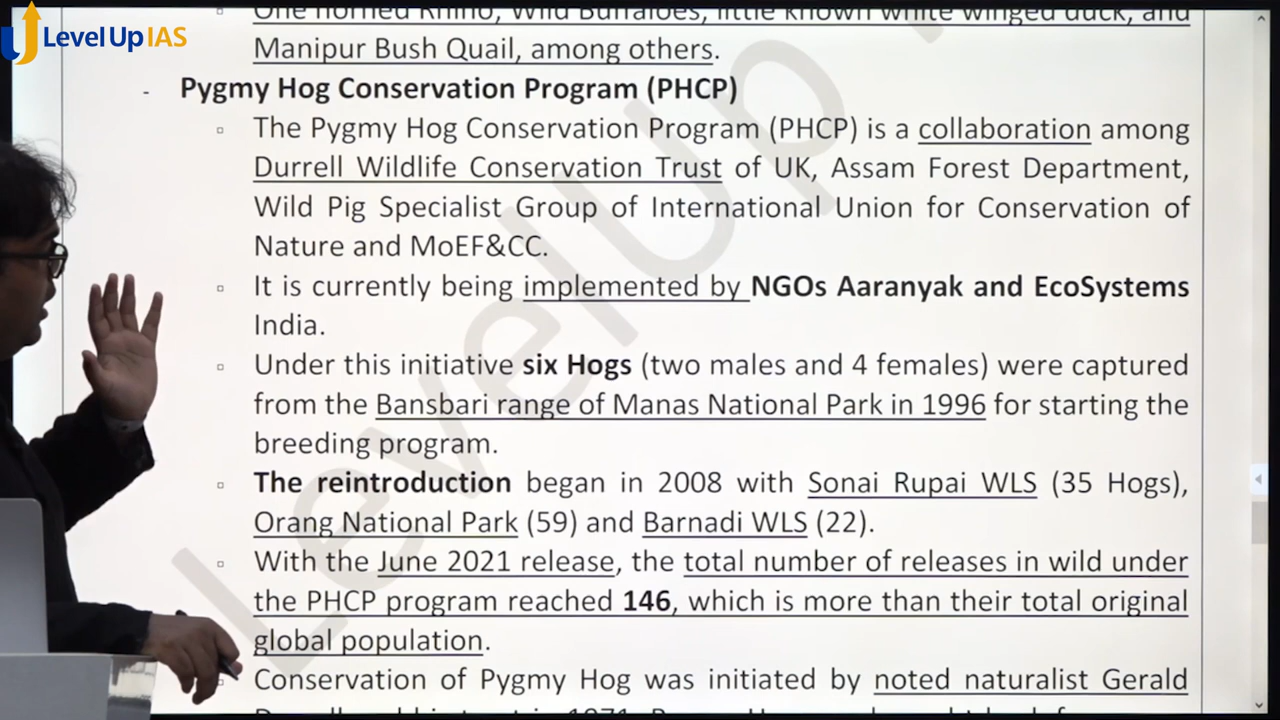 Level Up IAS
One horned Rhino, Wild Buffaloes, little known white winged duck, and
Manipur Bush Quail, among others.
- Pygmy Hog Conservation Program (PHCP)
The Pygmy Hog Conservation Program (PHCP) is a collaboration among
Durrell Wildlife Conservation Trust of UK, Assam Forest Department,
Wild Pig Specialist Group of International Union for Conservation of
Nature and MoEF&CC.
It is currently being implemented by NGOs Aaranyak and EcoSystems
India.
Under this initiative six Hogs (two males and 4 females) were captured
from the Bansbari range of Manas National Park in 1996 for starting the
breeding program.
The reintroduction began in 2008 with Sonai Rupai WLS (35 Hogs),
Orang National Park (59) and Barnadi WLS (22).
With the June 2021 release, the total number of releases in wild under
the PHCP program reached 146, which is more than their total original
global population.
Conservation of Pygmy Hog was initiated by noted naturalist Gerald
LevelUp